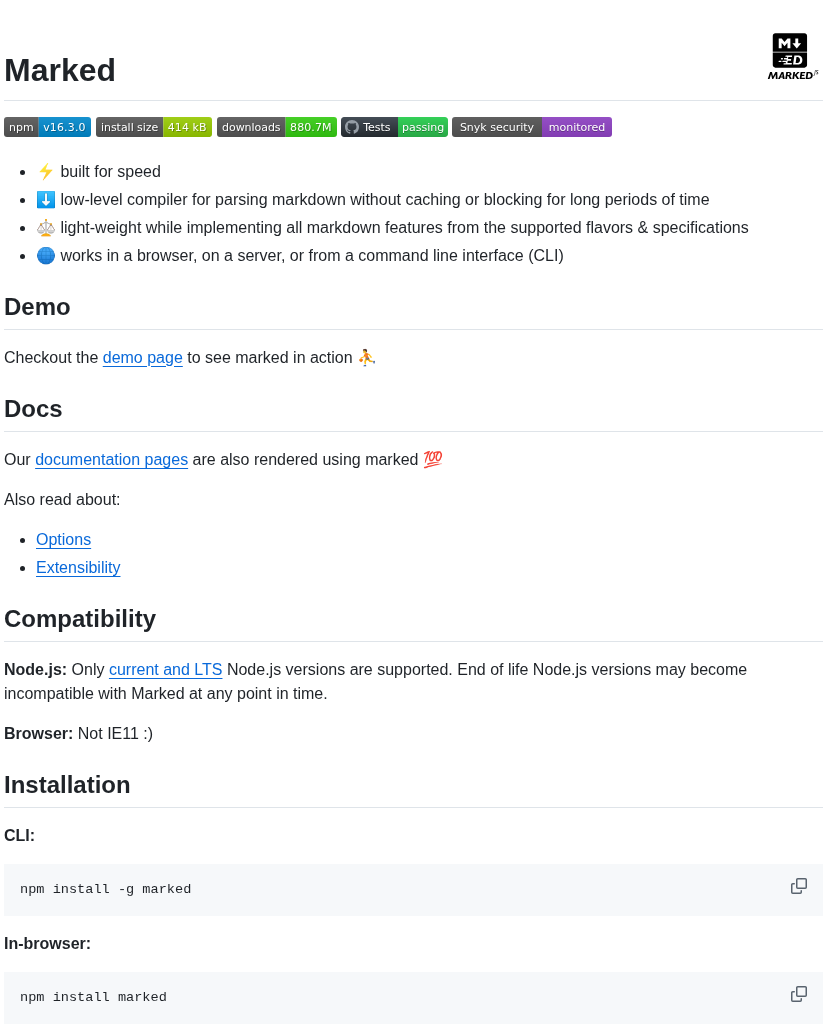 M↓
ED
MARKEDJS
Marked
npm v16.3.0 install size 414 kB downloads 880.7M Tests passing Snyk security monitored
⚡ built for speed
⬇️ low-level compiler for parsing markdown without caching or blocking for long periods of time
⚖️ light-weight while implementing all markdown features from the supported flavors & specifications
🌐 works in a browser, on a server, or from a command line interface (CLI)
Demo
Checkout the demo page to see marked in action ⛹️
Docs
Our documentation pages are also rendered using marked 💯
Also read about:
Options
Extensibility
Compatibility
Node.js: Only current and LTS Node.js versions are supported. End of life Node.js versions may become
incompatible with Marked at any point in time.
Browser: Not IE11 :)
Installation
CLI:
npm install -g marked
In-browser:
npm install marked